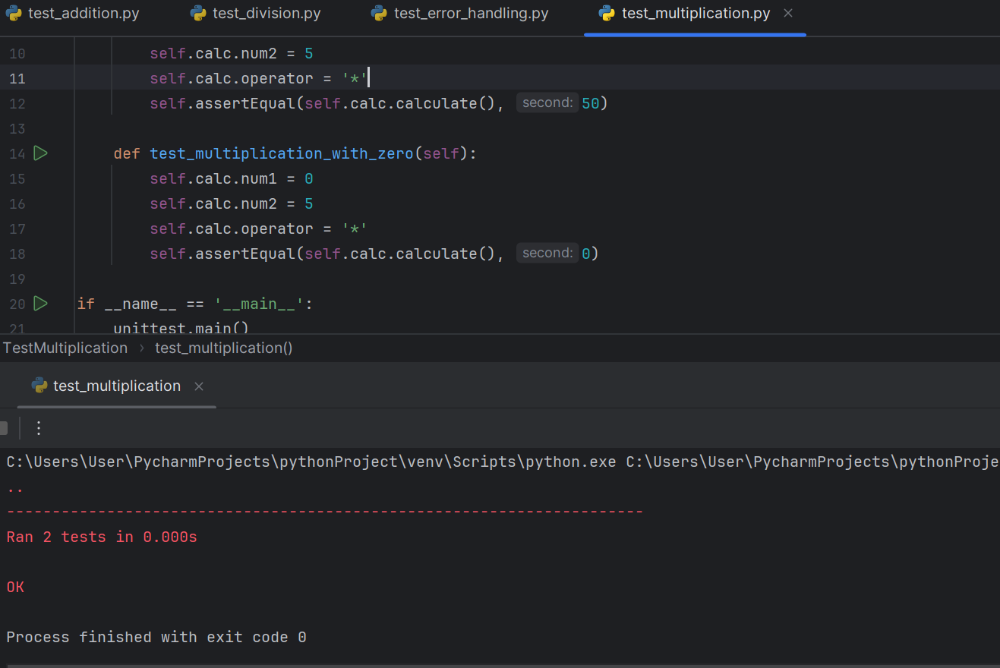 test_addition.py test_division.py test_error_handling.py test_multiplication.py
10 self.calc.num2 = 5
11 self.calc.operator = '*'
12 self.assertEqual(self.calc.calculate(), second: 50)
13
14 def test_multiplication_with_zero(self):
15 self.calc.num1 = 0
16 self.calc.num2 = 5
17 self.calc.operator = '*'
18 self.assertEqual(self.calc.calculate(), second: 0)
19
20 if __name__ == '__main__':
21 unittest.main()
TestMultiplication › test_multiplication()
test_multiplication
C:\Users\User\PycharmProjects\pythonProject\venv\Scripts\python.exe C:\Users\User\PycharmProjects\pythonProje
..
----------------------------------------------------------------------
Ran 2 tests in 0.000s
OK
Process finished with exit code 0